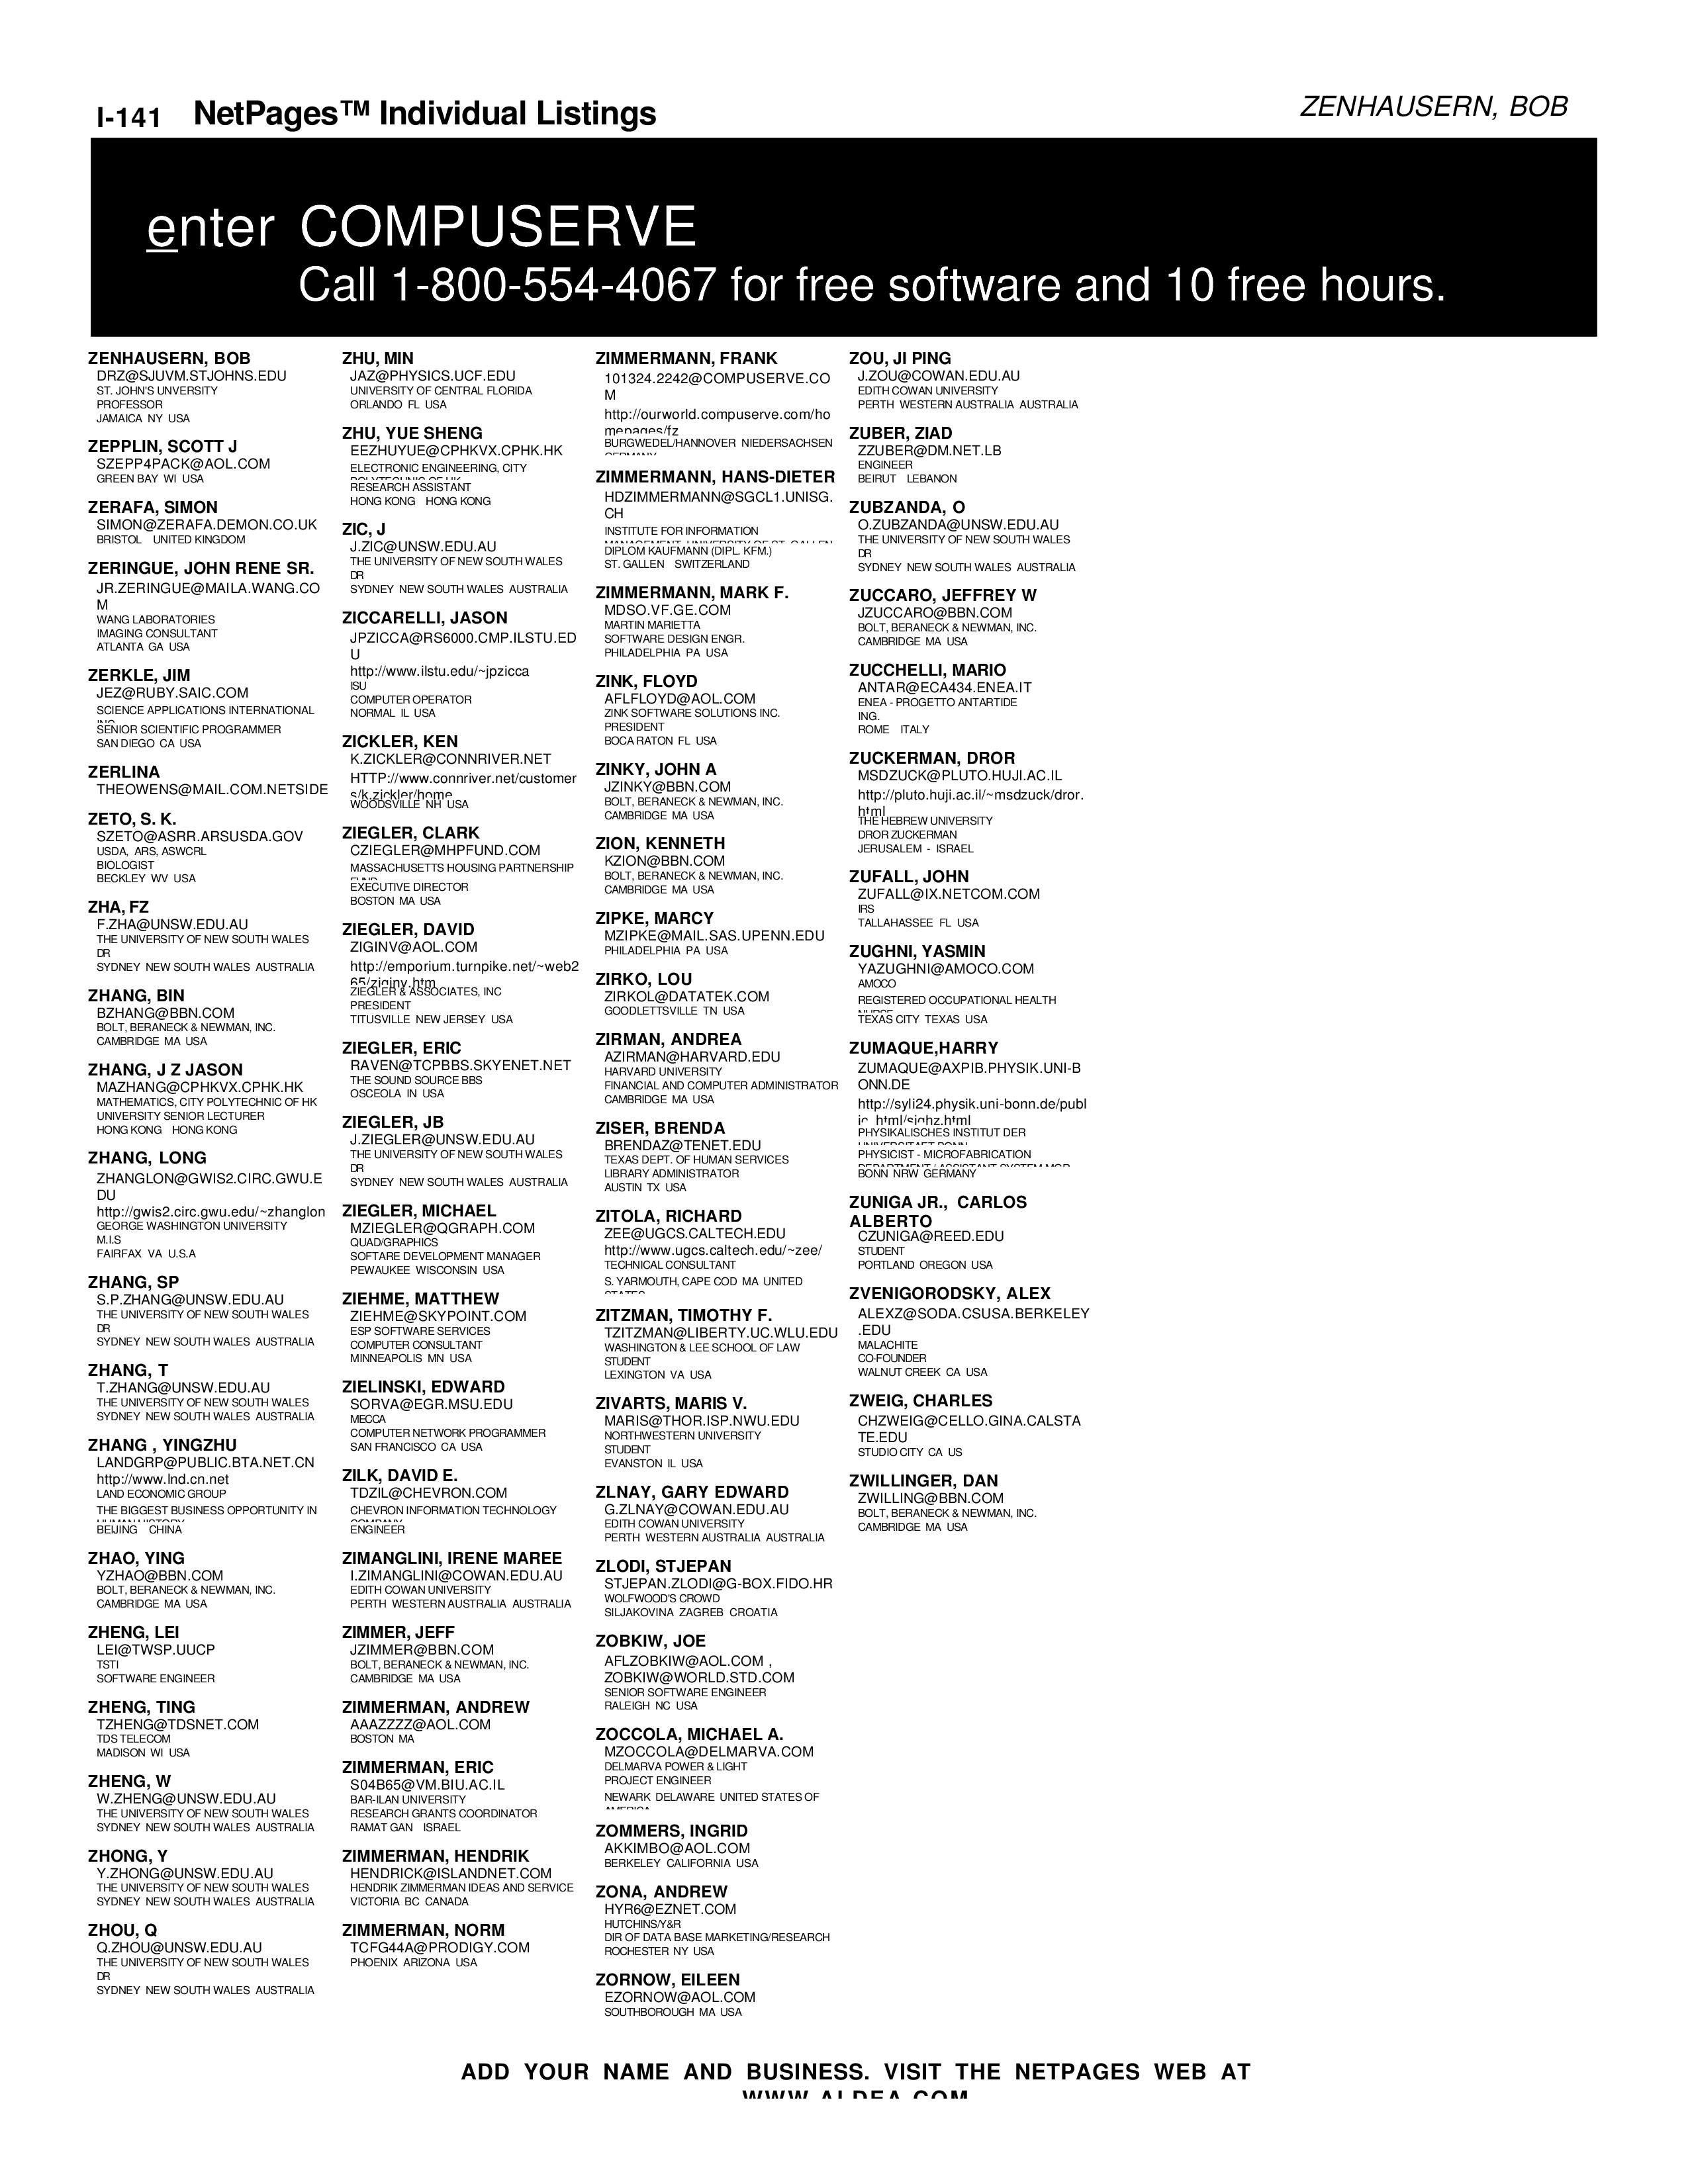 I-141 NetPages™ Individual Listings
ZENHAUSERN, BOB
enter COMPUSERVE
Call 1-800-554-4067 for free software and 10 free hours.
ZENHAUSERN, BOB
DRZ@SJUVM.STJOHNS.EDU
ST. JOHN'S UNVERSITY
PROFESSOR
JAMAICA NY USA
ZEPPLIN, SCOTT J
SZEPP4PACK@AOL.COM
GREEN BAY WI USA
ZERAFA, SIMON
SIMON@ZERAFA.DEMON.CO.UK
BRISTOL UNITED KINGDOM
ZERINGUE, JOHN RENE SR.
JR.ZERINGUE@MAILA.WANG.CO
M
WANG LABORATORIES
IMAGING CONSULTANT
ATLANTA GA USA
ZERKLE, JIM
JEZ@RUBY.SAIC.COM
SCIENCE APPLICATIONS INTERNATIONAL
SENIOR SCIENTIFIC PROGRAMMER
SAN DIEGO CA USA
ZERLINA
THEOWENS@MAIL.COM.NETSIDE
ZETO, S. K.
SZETO@ASRR.ARSUSDA.GOV
USDA, ARS, ASWCRL
BIOLOGIST
BECKLEY WV USA
ZHA, FZ
F.ZHA@UNSW.EDU.AU
THE UNIVERSITY OF NEW SOUTH WALES
DR
SYDNEY NEW SOUTH WALES AUSTRALIA
ZHANG, BIN
BZHANG@BBN.COM
BOLT, BERANECK & NEWMAN, INC.
CAMBRIDGE MA USA
ZHANG, J Z JASON
MAZHANG@CPHKVX.CPHK.HK
MATHEMATICS, CITY POLYTECHNIC OF HK
UNIVERSITY SENIOR LECTURER
HONG KONG HONG KONG
ZHANG, LONG
ZHANGLON@GWIS2.CIRC.GWU.E
DU
http://gwis2.circ.gwu.edu/~zhanglon
GEORGE WASHINGTON UNIVERSITY
M.I.S
FAIRFAX VA U.S.A
ZHANG, SP
S.P.ZHANG@UNSW.EDU.AU
THE UNIVERSITY OF NEW SOUTH WALES
DR
SYDNEY NEW SOUTH WALES AUSTRALIA
ZHANG, T
T.ZHANG@UNSW.EDU.AU
THE UNIVERSITY OF NEW SOUTH WALES
SYDNEY NEW SOUTH WALES AUSTRALIA
ZHANG , YINGZHU
LANDGRP@PUBLIC.BTA.NET.CN
http://www.lnd.cn.net
LAND ECONOMIC GROUP
THE BIGGEST BUSINESS OPPORTUNITY IN
BEIJING CHINA
ZHAO, YING
YZHAO@BBN.COM
BOLT, BERANECK & NEWMAN, INC.
CAMBRIDGE MA USA
ZHENG, LEI
LEI@TWSP.UUCP
TSTI
SOFTWARE ENGINEER
ZHENG, TING
TZHENG@TDSNET.COM
TDS TELECOM
MADISON WI USA
ZHENG, W
W.ZHENG@UNSW.EDU.AU
THE UNIVERSITY OF NEW SOUTH WALES
SYDNEY NEW SOUTH WALES AUSTRALIA
ZHONG, Y
Y.ZHONG@UNSW.EDU.AU
THE UNIVERSITY OF NEW SOUTH WALES
SYDNEY NEW SOUTH WALES AUSTRALIA
ZHOU, Q
Q.ZHOU@UNSW.EDU.AU
THE UNIVERSITY OF NEW SOUTH WALES
DR
SYDNEY NEW SOUTH WALES AUSTRALIA
ZHU, MIN
JAZ@PHYSICS.UCF.EDU
UNIVERSITY OF CENTRAL FLORIDA
ORLANDO FL USA
ZHU, YUE SHENG
EEZHUYUE@CPHKVX.CPHK.HK
ELECTRONIC ENGINEERING, CITY
RESEARCH ASSISTANT
HONG KONG HONG KONG
ZIC, J
J.ZIC@UNSW.EDU.AU
THE UNIVERSITY OF NEW SOUTH WALES
DR
SYDNEY NEW SOUTH WALES AUSTRALIA
ZICCARELLI, JASON
JPZICCA@RS6000.CMP.ILSTU.ED
U
http://www.ilstu.edu/~jpzicca
ISU
COMPUTER OPERATOR
NORMAL IL USA
ZICKLER, KEN
K.ZICKLER@CONNRIVER.NET
HTTP://www.connriver.net/customer
s/k.zickler/home
WOODSVILLE NH USA
ZIEGLER, CLARK
CZIEGLER@MHPFUND.COM
MASSACHUSETTS HOUSING PARTNERSHIP
EXECUTIVE DIRECTOR
BOSTON MA USA
ZIEGLER, DAVID
ZIGINV@AOL.COM
http://emporium.turnpike.net/~web2
65/ziginv.htm
ZIEGLER & ASSOCIATES, INC
PRESIDENT
TITUSVILLE NEW JERSEY USA
ZIEGLER, ERIC
RAVEN@TCPBBS.SKYENET.NET
THE SOUND SOURCE BBS
OSCEOLA IN USA
ZIEGLER, JB
J.ZIEGLER@UNSW.EDU.AU
THE UNIVERSITY OF NEW SOUTH WALES
DR
SYDNEY NEW SOUTH WALES AUSTRALIA
ZIEGLER, MICHAEL
MZIEGLER@QGRAPH.COM
QUAD/GRAPHICS
SOFTARE DEVELOPMENT MANAGER
PEWAUKEE WISCONSIN USA
ZIEHME, MATTHEW
ZIEHME@SKYPOINT.COM
ESP SOFTWARE SERVICES
COMPUTER CONSULTANT
MINNEAPOLIS MN USA
ZIELINSKI, EDWARD
SORVA@EGR.MSU.EDU
MECCA
COMPUTER NETWORK PROGRAMMER
SAN FRANCISCO CA USA
ZILK, DAVID E.
TDZIL@CHEVRON.COM
CHEVRON INFORMATION TECHNOLOGY
ENGINEER
ZIMANGLINI, IRENE MAREE
I.ZIMANGLINI@COWAN.EDU.AU
EDITH COWAN UNIVERSITY
PERTH WESTERN AUSTRALIA AUSTRALIA
ZIMMER, JEFF
JZIMMER@BBN.COM
BOLT, BERANECK & NEWMAN, INC.
CAMBRIDGE MA USA
ZIMMERMAN, ANDREW
AAAZZZZ@AOL.COM
BOSTON MA
ZIMMERMAN, ERIC
S04B65@VM.BIU.AC.IL
BAR-ILAN UNIVERSITY
RESEARCH GRANTS COORDINATOR
RAMAT GAN ISRAEL
ZIMMERMAN, HENDRIK
HENDRICK@ISLANDNET.COM
HENDRIK ZIMMERMAN IDEAS AND SERVICE
VICTORIA BC CANADA
ZIMMERMAN, NORM
TCFG44A@PRODIGY.COM
PHOENIX ARIZONA USA
ZIMMERMANN, FRANK
101324.2242@COMPUSERVE.CO
M
http://ourworld.compuserve.com/ho
mepages/fz
BURGWEDEL/HANNOVER NIEDERSACHSEN
ZIMMERMANN, HANS-DIETER
HDZIMMERMANN@SGCL1.UNISG.
CH
INSTITUTE FOR INFORMATION
DIPLOM KAUFMANN (DIPL. KFM.)
ST. GALLEN SWITZERLAND
ZIMMERMANN, MARK F.
MDSO.VF.GE.COM
MARTIN MARIETTA
SOFTWARE DESIGN ENGR.
PHILADELPHIA PA USA
ZINK, FLOYD
AFLFLOYD@AOL.COM
ZINK SOFTWARE SOLUTIONS INC.
PRESIDENT
BOCA RATON FL USA
ZINKY, JOHN A
JZINKY@BBN.COM
BOLT, BERANECK & NEWMAN, INC.
CAMBRIDGE MA USA
ZION, KENNETH
KZION@BBN.COM
BOLT, BERANECK & NEWMAN, INC.
CAMBRIDGE MA USA
ZIPKE, MARCY
MZIPKE@MAIL.SAS.UPENN.EDU
PHILADELPHIA PA USA
ZIRKO, LOU
ZIRKOL@DATATEK.COM
GOODLETTSVILLE TN USA
ZIRMAN, ANDREA
AZIRMAN@HARVARD.EDU
HARVARD UNIVERSITY
FINANCIAL AND COMPUTER ADMINISTRATOR
CAMBRIDGE MA USA
ZISER, BRENDA
BRENDAZ@TENET.EDU
TEXAS DEPT. OF HUMAN SERVICES
LIBRARY ADMINISTRATOR
AUSTIN TX USA
ZITOLA, RICHARD
ZEE@UGCS.CALTECH.EDU
http://www.ugcs.caltech.edu/~zee/
TECHNICAL CONSULTANT
S. YARMOUTH, CAPE COD MA UNITED
ZITZMAN, TIMOTHY F.
TZITZMAN@LIBERTY.UC.WLU.EDU
WASHINGTON & LEE SCHOOL OF LAW
STUDENT
LEXINGTON VA USA
ZIVARTS, MARIS V.
MARIS@THOR.ISP.NWU.EDU
NORTHWESTERN UNIVERSITY
STUDENT
EVANSTON IL USA
ZLNAY, GARY EDWARD
G.ZLNAY@COWAN.EDU.AU
EDITH COWAN UNIVERSITY
PERTH WESTERN AUSTRALIA AUSTRALIA
ZLODI, STJEPAN
STJEPAN.ZLODI@G-BOX.FIDO.HR
WOLFWOOD'S CROWD
SILJAKOVINA ZAGREB CROATIA
ZOBKIW, JOE
AFLZOBKIW@AOL.COM ,
ZOBKIW@WORLD.STD.COM
SENIOR SOFTWARE ENGINEER
RALEIGH NC USA
ZOCCOLA, MICHAEL A.
MZOCCOLA@DELMARVA.COM
DELMARVA POWER & LIGHT
PROJECT ENGINEER
NEWARK DELAWARE UNITED STATES OF
ZOMMERS, INGRID
AKKIMBO@AOL.COM
BERKELEY CALIFORNIA USA
ZONA, ANDREW
HYR6@EZNET.COM
HUTCHINS/Y&R
DIR OF DATA BASE MARKETING/RESEARCH
ROCHESTER NY USA
ZORNOW, EILEEN
EZORNOW@AOL.COM
SOUTHBOROUGH MA USA
ZOU, JI PING
J.ZOU@COWAN.EDU.AU
EDITH COWAN UNIVERSITY
PERTH WESTERN AUSTRALIA AUSTRALIA
ZUBER, ZIAD
ZZUBER@DM.NET.LB
ENGINEER
BEIRUT LEBANON
ZUBZANDA, O
O.ZUBZANDA@UNSW.EDU.AU
THE UNIVERSITY OF NEW SOUTH WALES
DR
SYDNEY NEW SOUTH WALES AUSTRALIA
ZUCCARO, JEFFREY W
JZUCCARO@BBN.COM
BOLT, BERANECK & NEWMAN, INC.
CAMBRIDGE MA USA
ZUCCHELLI, MARIO
ANTAR@ECA434.ENEA.IT
ENEA - PROGETTO ANTARTIDE
ING.
ROME ITALY
ZUCKERMAN, DROR
MSDZUCK@PLUTO.HUJI.AC.IL
http://pluto.huji.ac.il/~msdzuck/dror.
html
THE HEBREW UNIVERSITY
DROR ZUCKERMAN
JERUSALEM - ISRAEL
ZUFALL, JOHN
ZUFALL@IX.NETCOM.COM
IRS
TALLAHASSEE FL USA
ZUGHNI, YASMIN
YAZUGHNI@AMOCO.COM
AMOCO
REGISTERED OCCUPATIONAL HEALTH
TEXAS CITY TEXAS USA
ZUMAQUE,HARRY
ZUMAQUE@AXPIB.PHYSIK.UNI-B
ONN.DE
http://syli24.physik.uni-bonn.de/publ
ic_html/sighz.html
PHYSIKALISCHES INSTITUT DER
PHYSICIST - MICROFABRICATION
BONN NRW GERMANY
ZUNIGA JR., CARLOS
ALBERTO
CZUNIGA@REED.EDU
STUDENT
PORTLAND OREGON USA
ZVENIGORODSKY, ALEX
ALEXZ@SODA.CSUSA.BERKELEY
.EDU
MALACHITE
CO-FOUNDER
WALNUT CREEK CA USA
ZWEIG, CHARLES
CHZWEIG@CELLO.GINA.CALSTA
TE.EDU
STUDIO CITY CA US
ZWILLINGER, DAN
ZWILLING@BBN.COM
BOLT, BERANECK & NEWMAN, INC.
CAMBRIDGE MA USA
ADD YOUR NAME AND BUSINESS. VISIT THE NETPAGES WEB AT
WWW.ALDEA.COM